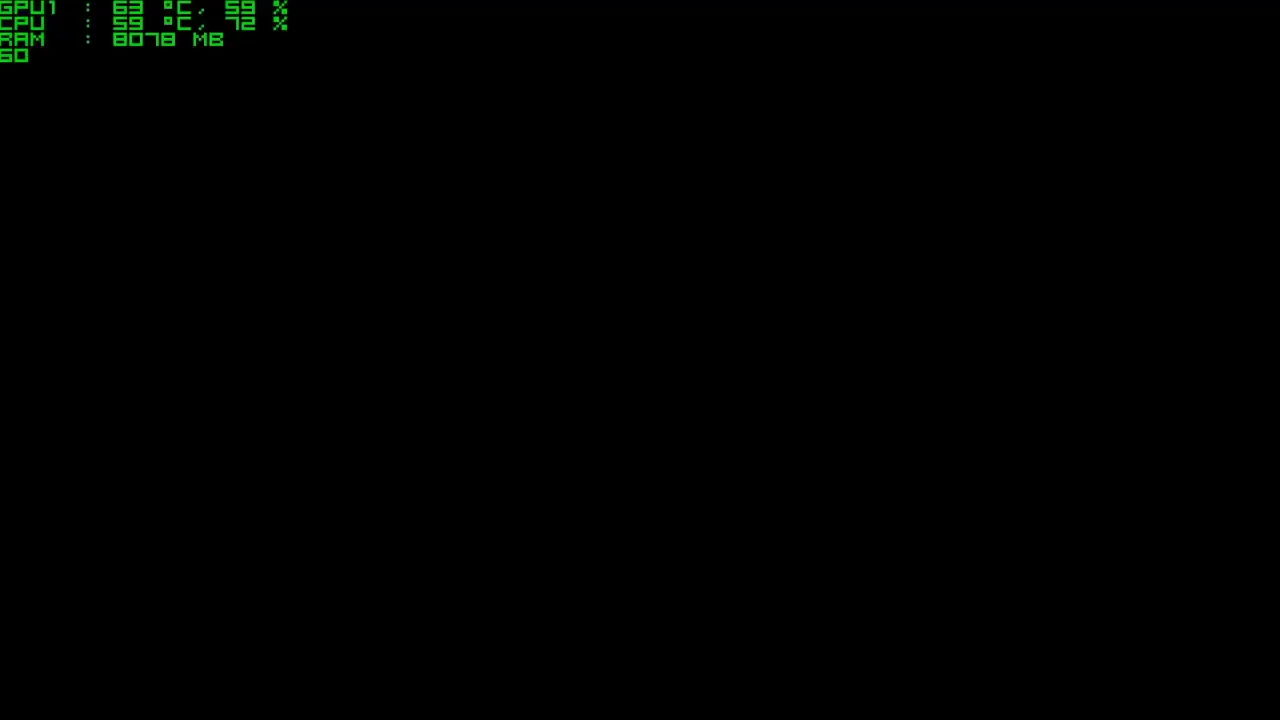 GPU1 : 63 °C, 59 %
CPU : 59 °C, 72 %
RAM : 8078 MB
60